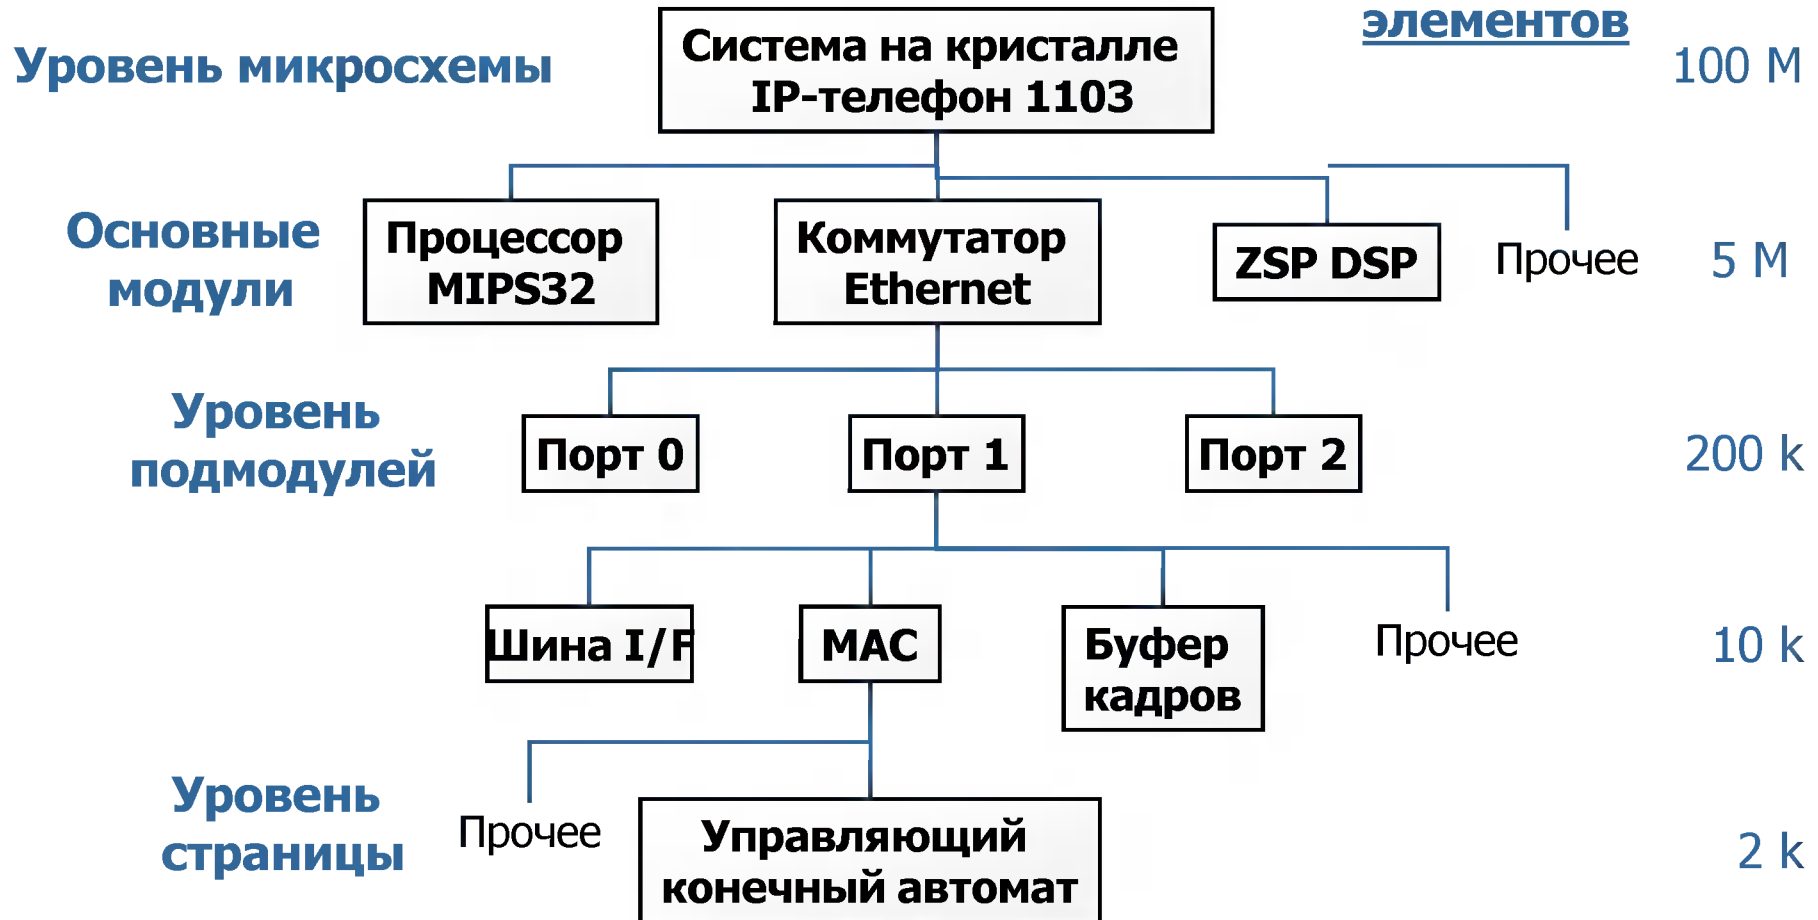 элементов
Уровень микросхемы
Система на кристалле
IP-телефон 1103
100 M
Основные
модули
Процессор
MIPS32
Коммутатор
Ethernet
ZSP DSP
Прочее
5 M
Уровень
подмодулей
Порт 0
Порт 1
Порт 2
200 k
Шина I/F
MAC
Буфер
кадров
Прочее
10 k
Уровень
страницы
Прочее
Управляющий
конечный автомат
2 k